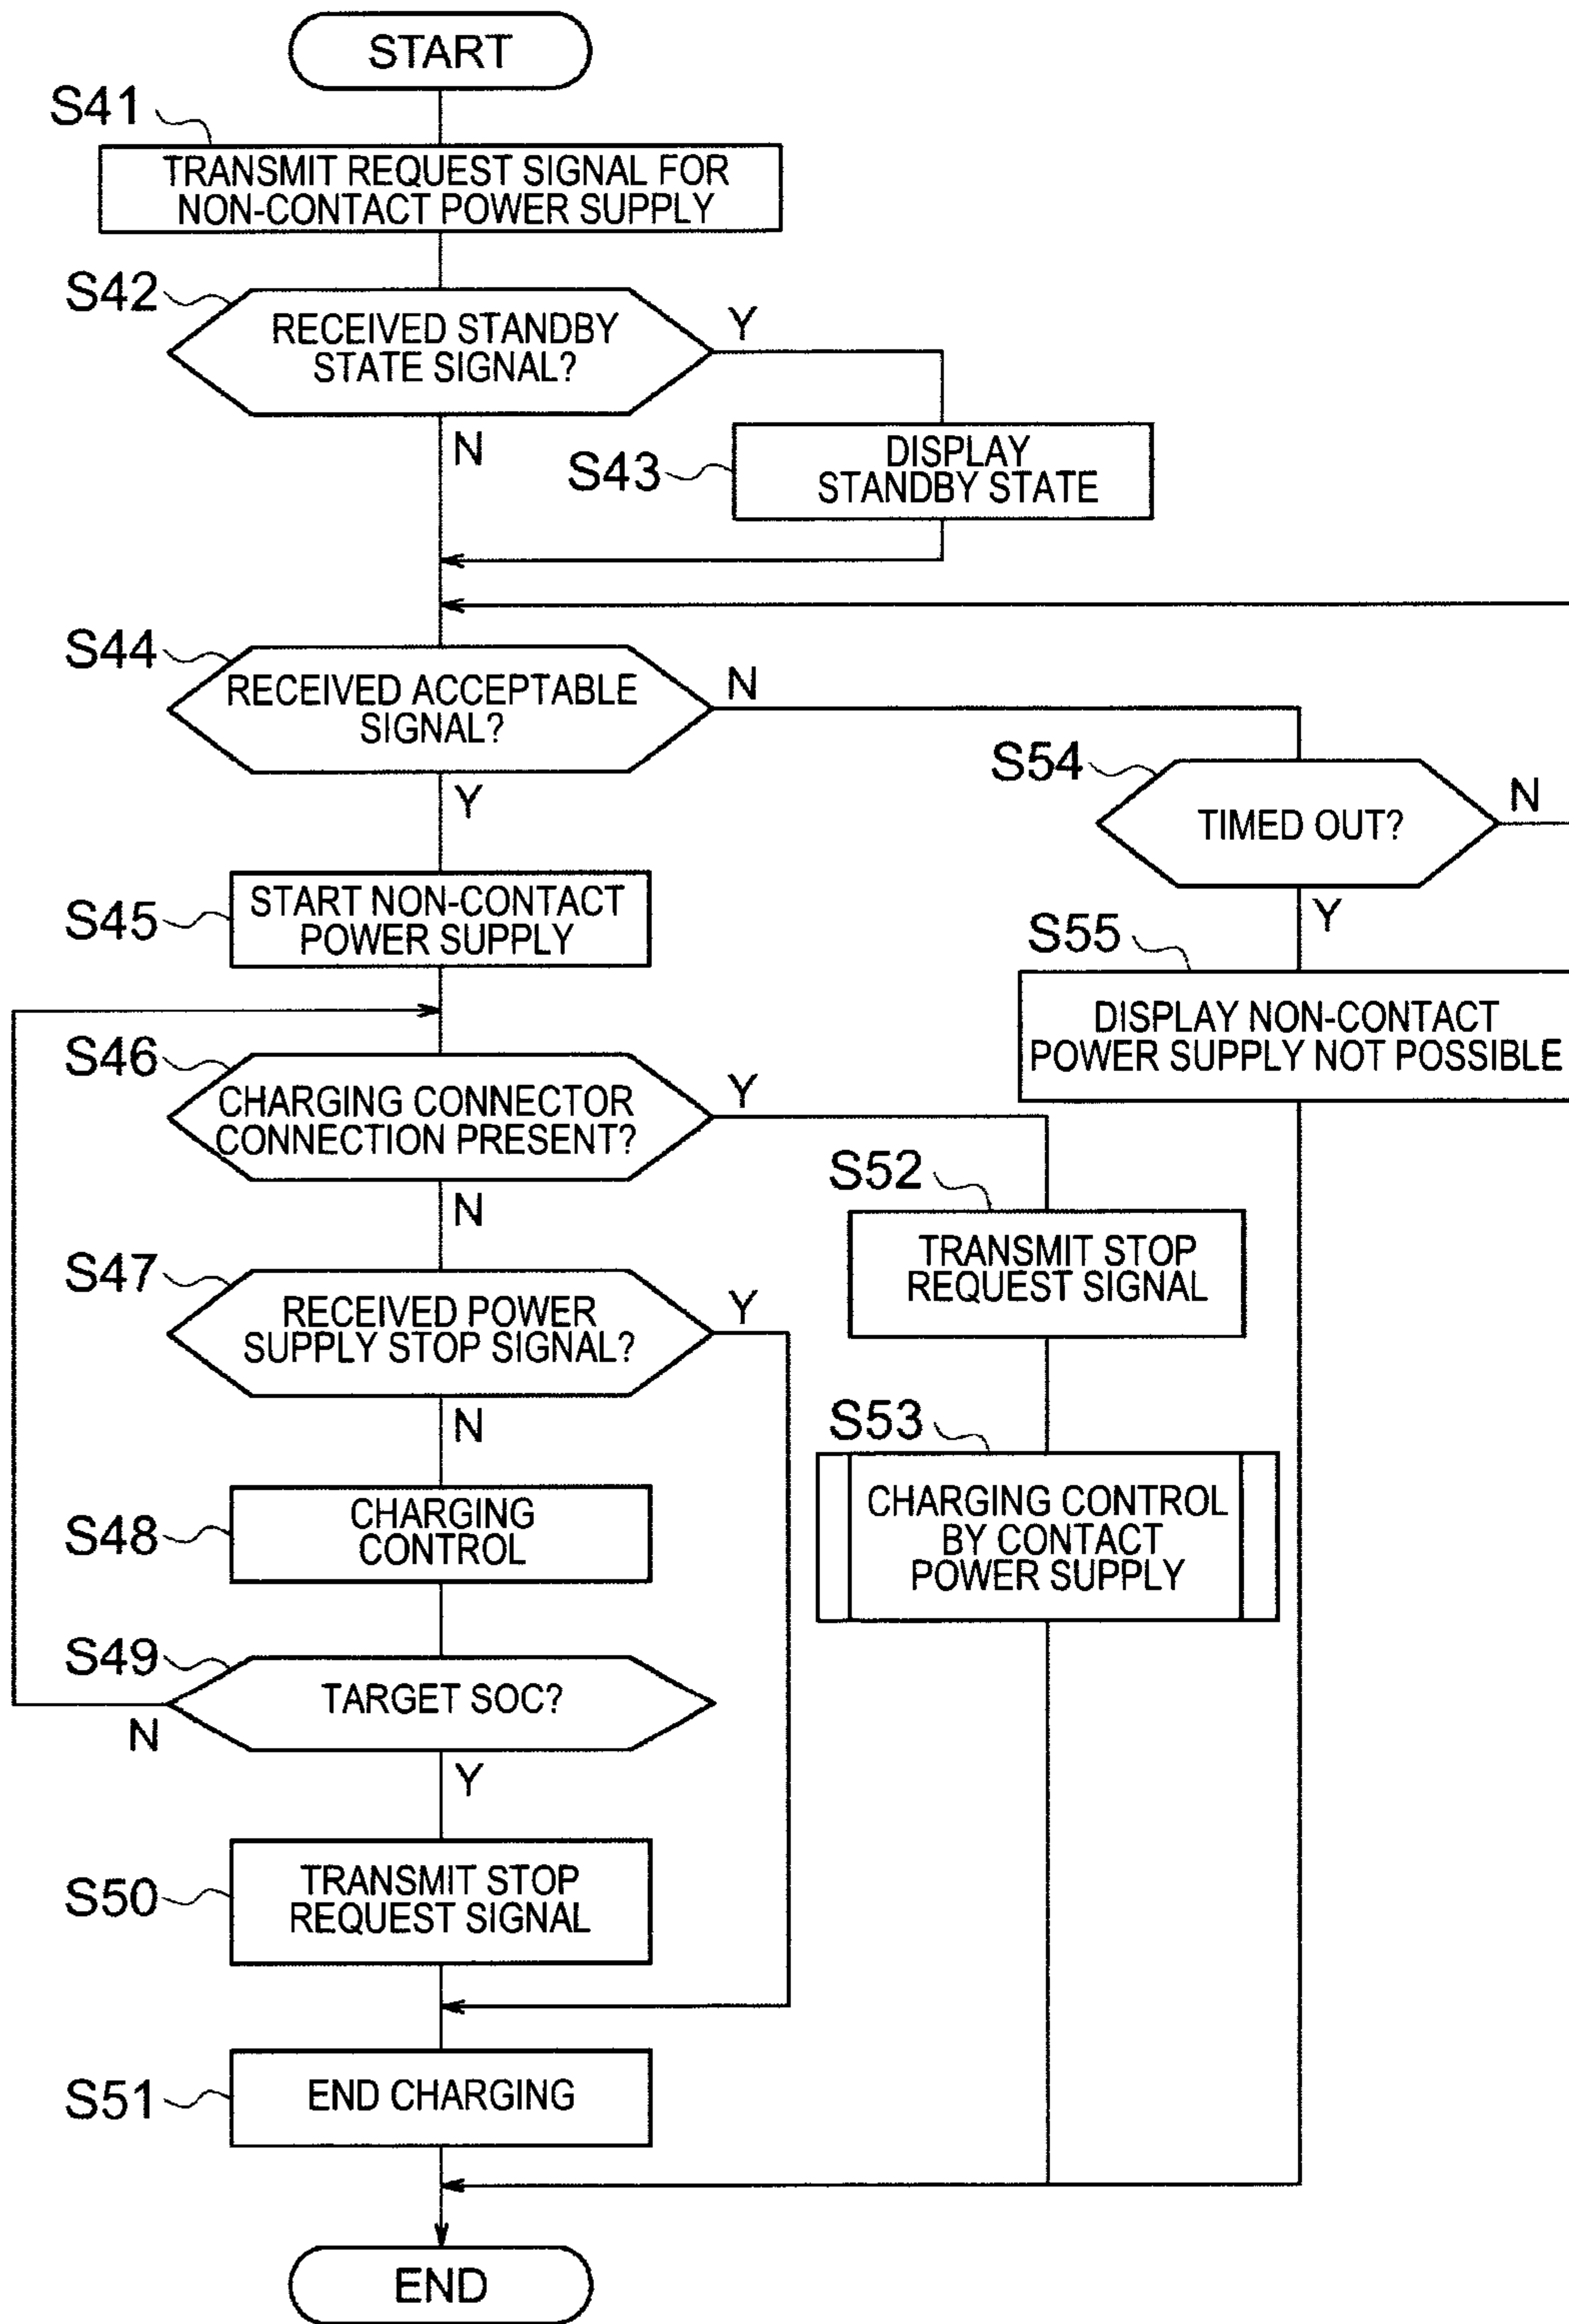 START
S41
TRANSMIT REQUEST SIGNAL FOR
NON-CONTACT POWER SUPPLY
S42
RECEIVED STANDBY
STATE SIGNAL?
Y
N
S43
DISPLAY
STANDBY STATE
S44
RECEIVED ACCEPTABLE
SIGNAL?
N
Y
S54
TIMED OUT?
N
Y
S45
START NON-CONTACT
POWER SUPPLY
S55
DISPLAY NON-CONTACT
POWER SUPPLY NOT POSSIBLE
S46
CHARGING CONNECTOR
CONNECTION PRESENT?
Y
N
S52
TRANSMIT STOP
REQUEST SIGNAL
S47
RECEIVED POWER
SUPPLY STOP SIGNAL?
Y
N
S53
CHARGING CONTROL
BY CONTACT
POWER SUPPLY
S48
CHARGING
CONTROL
S49
TARGET SOC?
N
Y
S50
TRANSMIT STOP
REQUEST SIGNAL
S51
END CHARGING
END